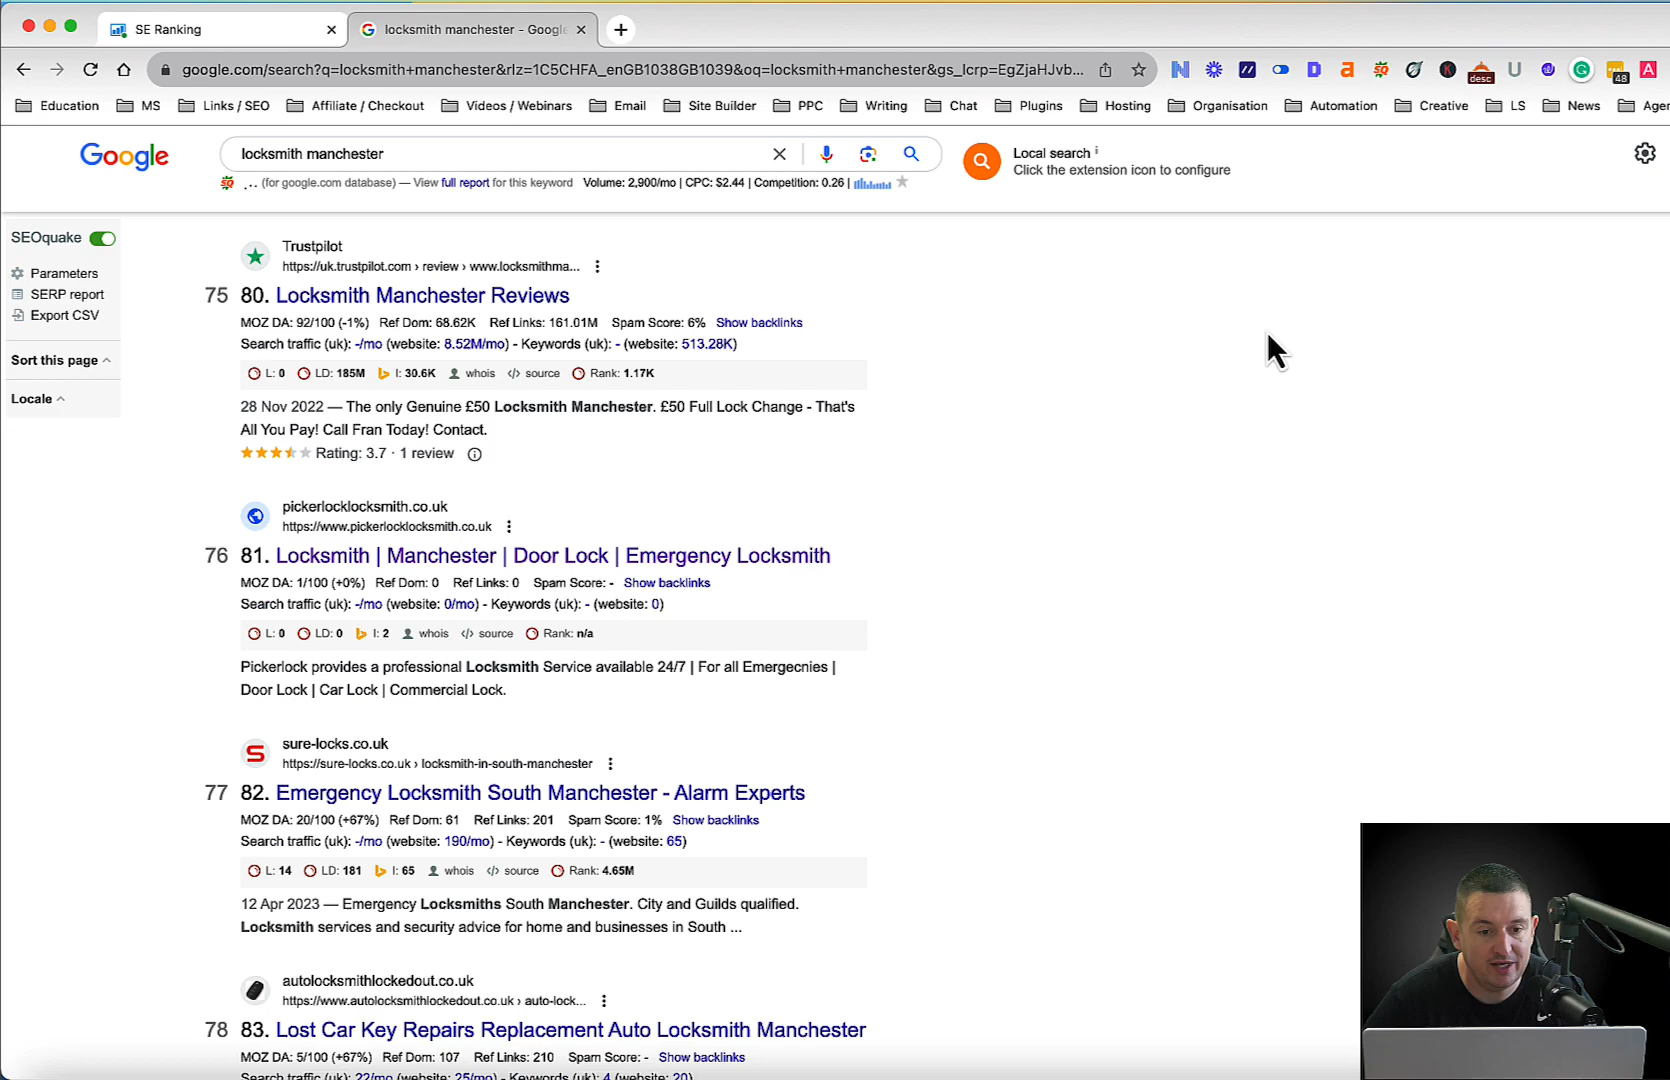 SE Ranking
locksmith manchester - Google
google.com/search?q=locksmith+manchester&rlz=1C5CHFA_enGB1038GB1039&oq=locksmith+manchester&gs_lcrp=EgZjaHJvb...
desc
48
Education
MS
Links / SEO
Affiliate / Checkout
Videos / Webinars
Email
Site Builder
PPC
Writing
Chat
Plugins
Hosting
Organisation
Automation
Creative
LS
News
Google
locksmith manchester
Local search i
Click the extension icon to configure
(for google.com database) — View full report for this keyword Volume: 2,900/mo | CPC: $2.44 | Competition: 0.26 |
SEOquake
Parameters
SERP report
Export CSV
Sort this page
Locale
Trustpilot
https://uk.trustpilot.com › review › www.locksmithma...
75 80. Locksmith Manchester Reviews
MOZ DA: 92/100 (-1%) Ref Dom: 68.62K Ref Links: 161.01M Spam Score: 6% Show backlinks
Search traffic (uk): -/mo (website: 8.52M/mo) - Keywords (uk): - (website: 513.28K)
L: 0 LD: 185M I: 30.6K whois source Rank: 1.17K
28 Nov 2022 — The only Genuine £50 Locksmith Manchester. £50 Full Lock Change - That's
All You Pay! Call Fran Today! Contact.
Rating: 3.7 · 1 review
pickerlocklocksmith.co.uk
https://www.pickerlocklocksmith.co.uk
76 81. Locksmith | Manchester | Door Lock | Emergency Locksmith
MOZ DA: 1/100 (+0%) Ref Dom: 0 Ref Links: 0 Spam Score: - Show backlinks
Search traffic (uk): -/mo (website: 0/mo) - Keywords (uk): - (website: 0)
L: 0 LD: 0 I: 2 whois source Rank: n/a
Pickerlock provides a professional Locksmith Service available 24/7 | For all Emergecnies |
Door Lock | Car Lock | Commercial Lock.
sure-locks.co.uk
https://sure-locks.co.uk › locksmith-in-south-manchester
77 82. Emergency Locksmith South Manchester - Alarm Experts
MOZ DA: 20/100 (+67%) Ref Dom: 61 Ref Links: 201 Spam Score: 1% Show backlinks
Search traffic (uk): -/mo (website: 190/mo) - Keywords (uk): - (website: 65)
L: 14 LD: 181 I: 65 whois source Rank: 4.65M
12 Apr 2023 — Emergency Locksmiths South Manchester. City and Guilds qualified.
Locksmith services and security advice for home and businesses in South ...
autolocksmithlockedout.co.uk
https://www.autolocksmithlockedout.co.uk › auto-lock...
78 83. Lost Car Key Repairs Replacement Auto Locksmith Manchester
MOZ DA: 5/100 (+67%) Ref Dom: 107 Ref Links: 210 Spam Score: - Show backlinks
Search traffic (uk): 22/mo (website: 25/mo) - Keywords (uk): 4 (website: 20)